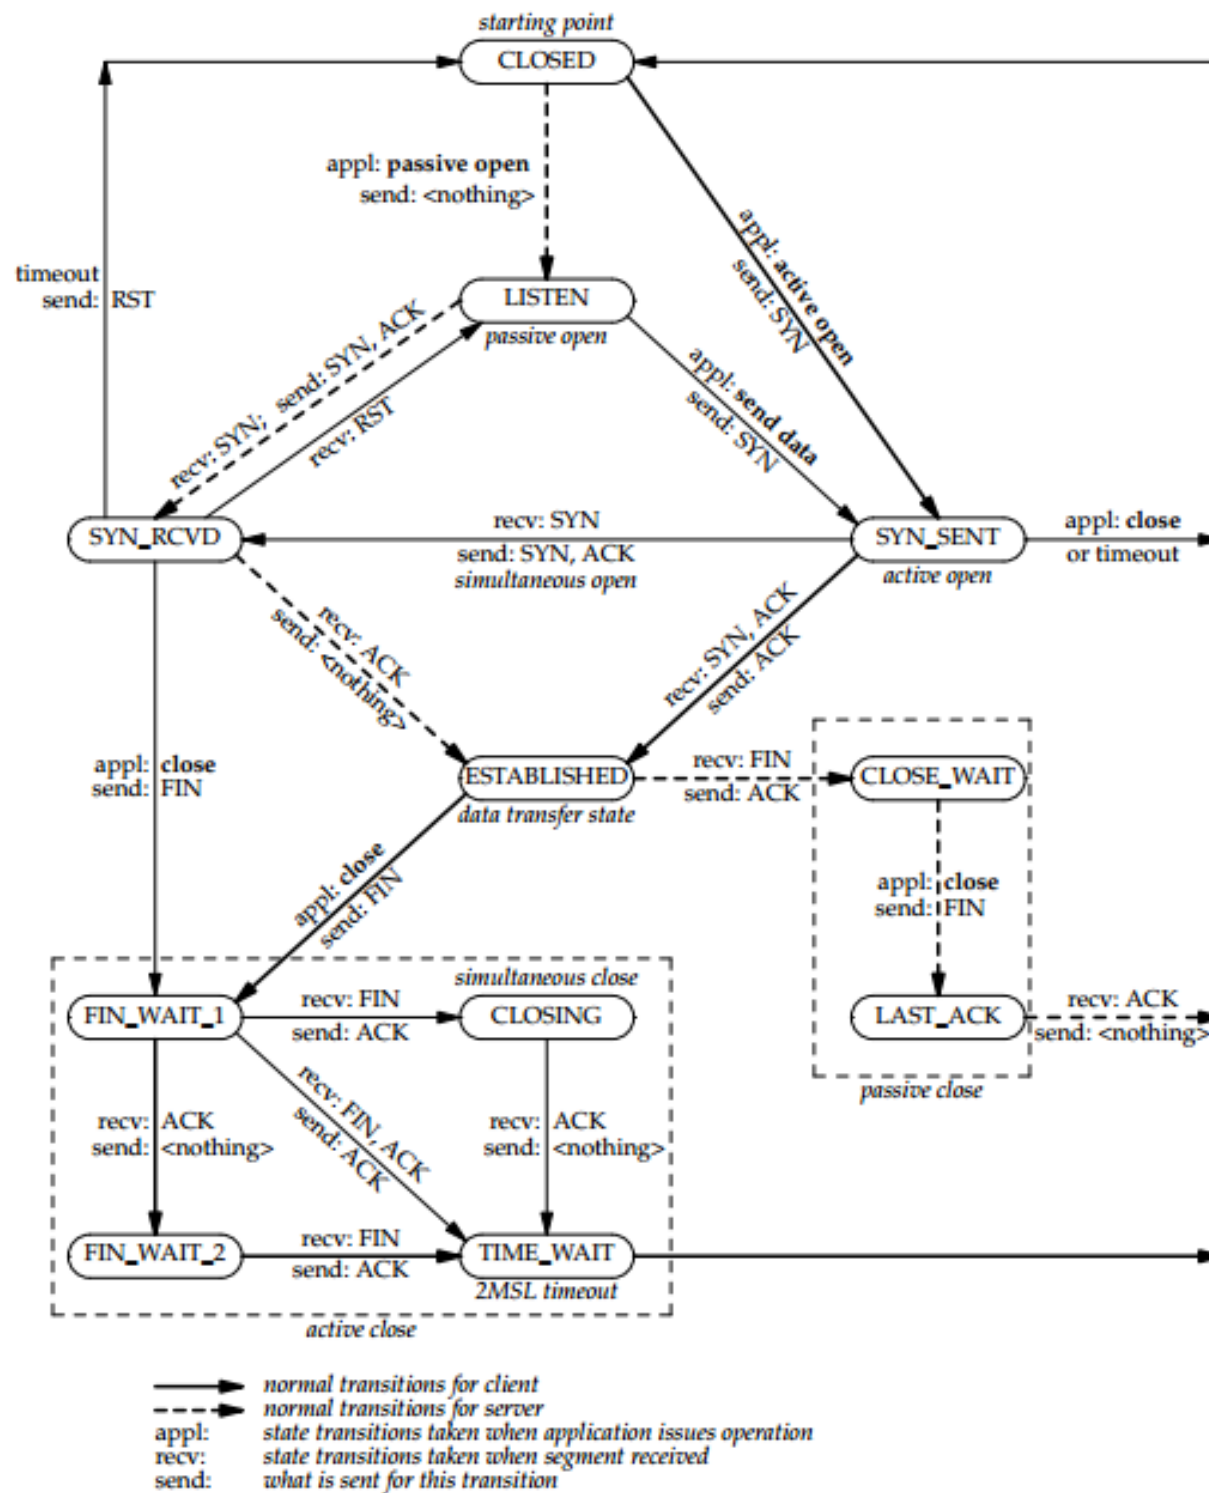 starting point
CLOSED
appl: passive open
send: <nothing>
appl: active open
send: SYN
timeout
send: RST
LISTEN
passive open
recv: SYN; send: SYN, ACK
recv: RST
appl: send data
send: SYN
SYN_RCVD
recv: SYN
send: SYN, ACK
simultaneous open
SYN_SENT
active open
appl: close
or timeout
recv: ACK
send: <nothing>
recv: SYN, ACK
send: ACK
appl: close
send: FIN
ESTABLISHED
data transfer state
recv: FIN
send: ACK
CLOSE_WAIT
appl: close
send: FIN
appl: close
send: FIN
simultaneous close
FIN_WAIT_1
recv: FIN
send: ACK
CLOSING
LAST_ACK
recv: ACK
send: <nothing>
passive close
recv: ACK
send: <nothing>
recv: FIN, ACK
send: ACK
recv: ACK
send: <nothing>
FIN_WAIT_2
recv: FIN
send: ACK
TIME_WAIT
2MSL timeout
active close
normal transitions for client
normal transitions for server
appl: state transitions taken when application issues operation
recv: state transitions taken when segment received
send: what is sent for this transition